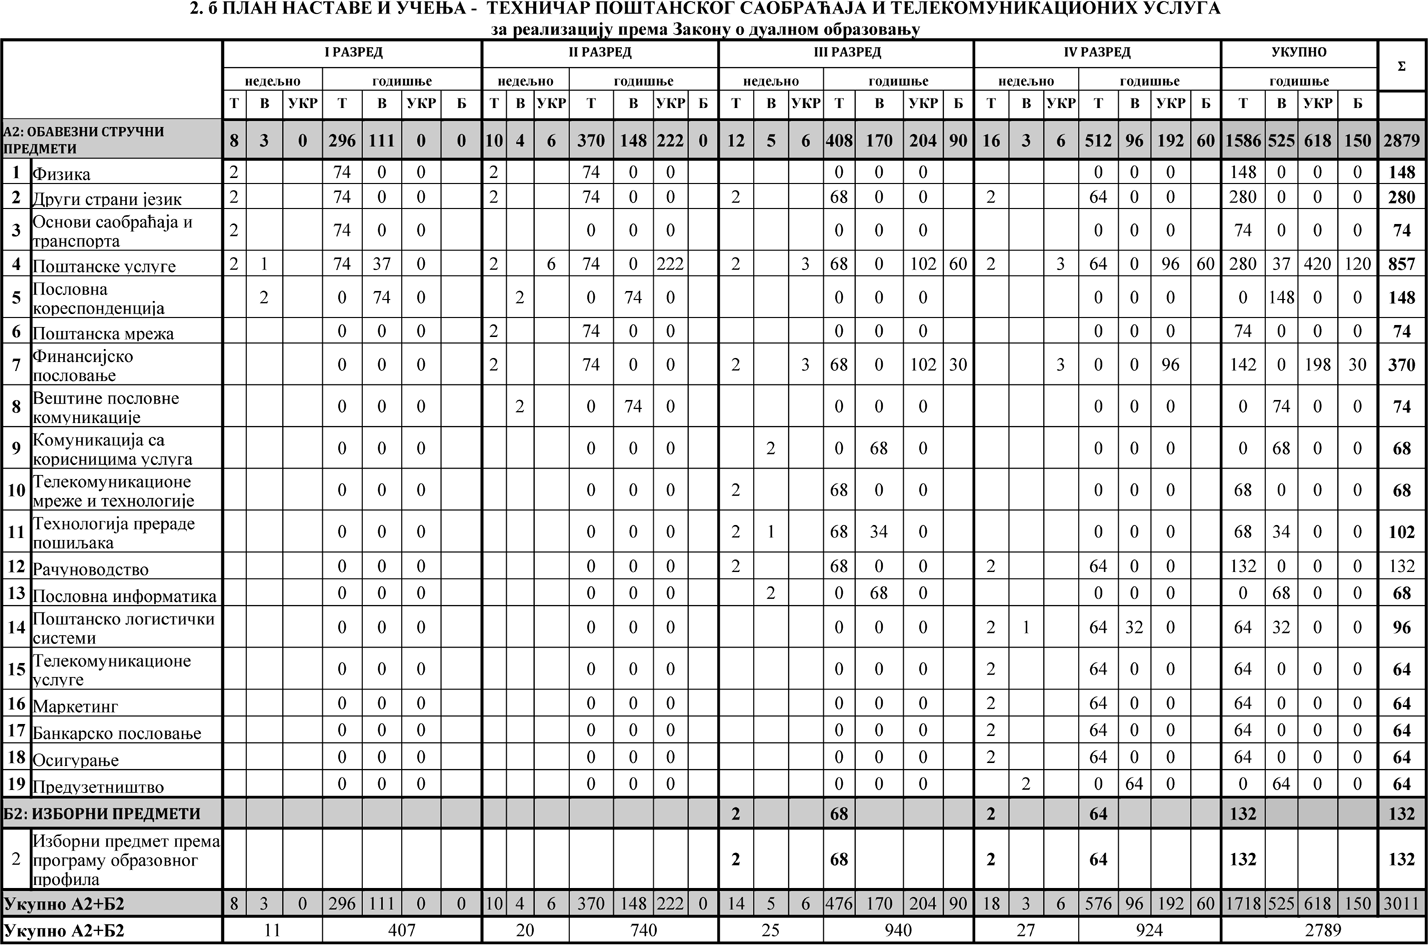 2. б ПЛАН НАСТАВЕ И УЧЕЊА - ТЕХНИЧАР ПОШТАНСКОГ САОБРАЋАЈА И ТЕЛЕКОМУНИКАЦИОНИХ УСЛУГА
за реализацију према Закону о дуалном образовању
I РАЗРЕД II РАЗРЕД III РАЗРЕД IV РАЗРЕД УКУПНО Σ
недељно годишње недељно годишње недељно годишње недељно годишње годишње
Т В УКР Т В УКР Б Т В УКР Т В УКР Б Т В УКР Т В УКР Б Т В УКР Т В УКР Б Т В УКР Б
А2: ОБАВЕЗНИ СТРУЧНИ
ПРЕДМЕТИ 8 3 0 296 111 0 0 10 4 6 370 148 222 0 12 5 6 408 170 204 90 16 3 6 512 96 192 60 1586 525 618 150 2879
1 Физика 2 74 0 0 2 74 0 0 0 0 0 0 0 0 148 0 0 0 148
2 Други страни језик 2 74 0 0 2 74 0 0 2 68 0 0 2 64 0 0 280 0 0 0 280
3 Основи саобраћаја и
транспорта 2 74 0 0 0 0 0 0 0 0 0 0 0 74 0 0 0 74
4 Поштанске услуге 2 1 74 37 0 2 6 74 0 222 2 3 68 0 102 60 2 3 64 0 96 60 280 37 420 120 857
5 Пословна
кореспонденција 2 0 74 0 2 0 74 0 0 0 0 0 0 0 0 148 0 0 148
6 Поштанска мрежа 0 0 0 2 74 0 0 0 0 0 0 0 0 74 0 0 0 74
7 Финансијско
пословање 0 0 0 2 74 0 0 2 3 68 0 102 30 3 0 0 96 142 0 198 30 370
8 Вештине пословне
комуникације 0 0 0 2 0 74 0 0 0 0 0 0 0 0 74 0 0 74
9 Комуникација са
корисницима услуга 0 0 0 0 0 0 2 0 68 0 0 0 0 0 68 0 0 68
10 Телекомуникационе
мреже и технологије 0 0 0 0 0 0 2 68 0 0 0 0 0 68 0 0 0 68
11 Технологија прераде
пошиљака 0 0 0 0 0 0 2 1 68 34 0 0 0 0 68 34 0 0 102
12 Рачуноводство 0 0 0 0 0 0 2 68 0 0 2 64 0 0 132 0 0 0 132
13 Пословна информатика 0 0 0 0 0 0 2 0 68 0 0 0 0 0 68 0 0 68
14 Поштанско логистички
системи 0 0 0 0 0 0 0 0 0 2 1 64 32 0 64 32 0 0 96
15 Телекомуникационе
услуге 0 0 0 0 0 0 0 0 0 2 64 0 0 64 0 0 0 64
16 Маркетинг 0 0 0 0 0 0 0 0 0 2 64 0 0 64 0 0 0 64
17 Банкарско пословање 0 0 0 0 0 0 0 0 0 2 64 0 0 64 0 0 0 64
18 Осигурање 0 0 0 0 0 0 0 0 0 2 64 0 0 64 0 0 0 64
19 Предузетништво 0 0 0 0 0 0 0 0 0 2 0 64 0 0 64 0 0 64
Б2: ИЗБОРНИ ПРЕДМЕТИ 2 68 2 64 132 132
2 Изборни предмет према
програму образовног
профила 2 68 2 64 132 132
Укупно А2+Б2 8 3 0 296 111 0 0 10 4 6 370 148 222 0 14 5 6 476 170 204 90 18 3 6 576 96 192 60 1718 525 618 150 3011
Укупно А2+Б2 11 407 20 740 25 940 27 924 2789